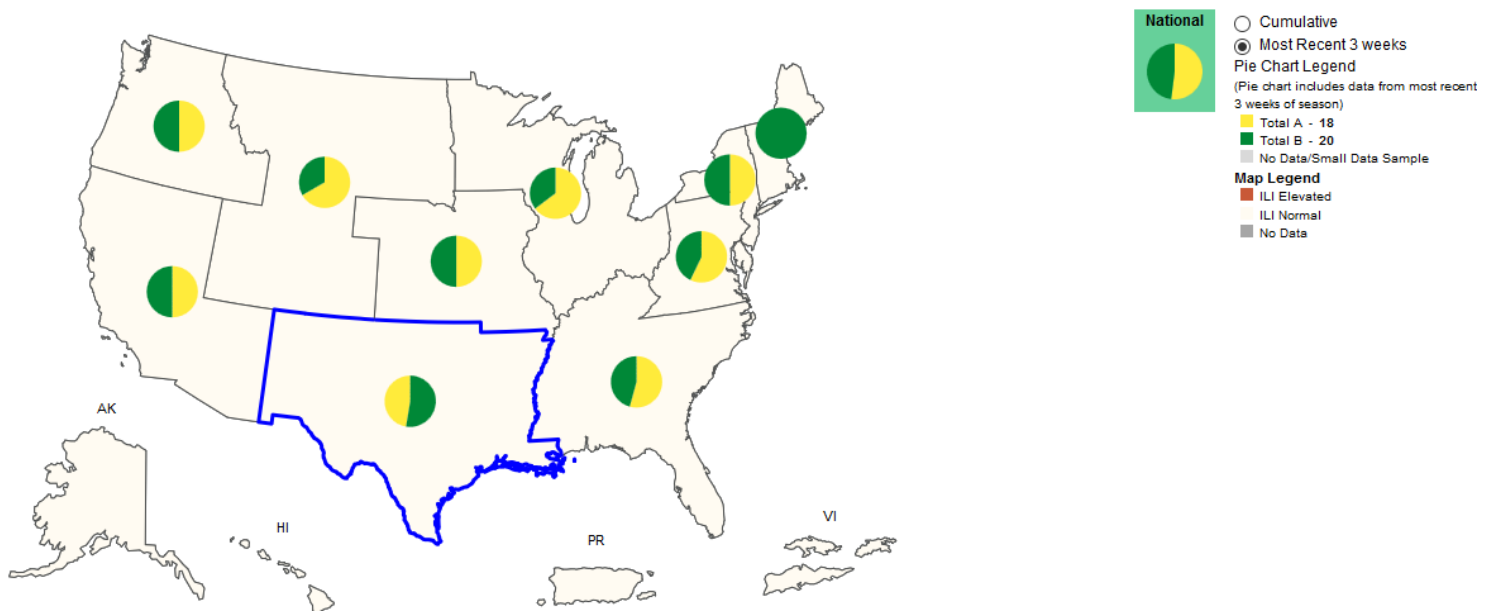 National
Cumulative
Most Recent 3 weeks
Pie Chart Legend
(Pie chart includes data from most recent
3 weeks of season)
Total A - 18
Total B - 20
No Data/Small Data Sample
Map Legend
ILI Elevated
ILI Normal
No Data
AK
HI
PR
VI